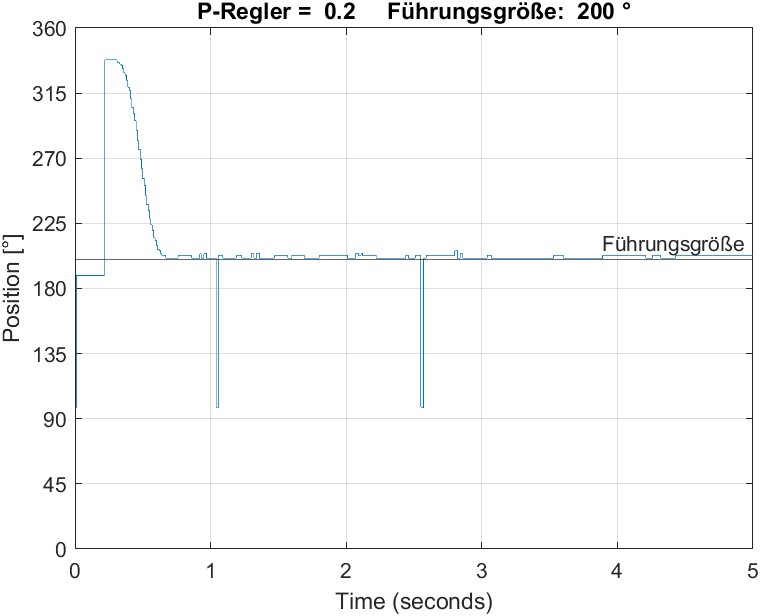 P-Regler = 0.2 Führungsgröße: 200 °
360
315
270
225
180
135
90
45
0
Position [°]
Führungsgröße
0 1 2 3 4 5
Time (seconds)